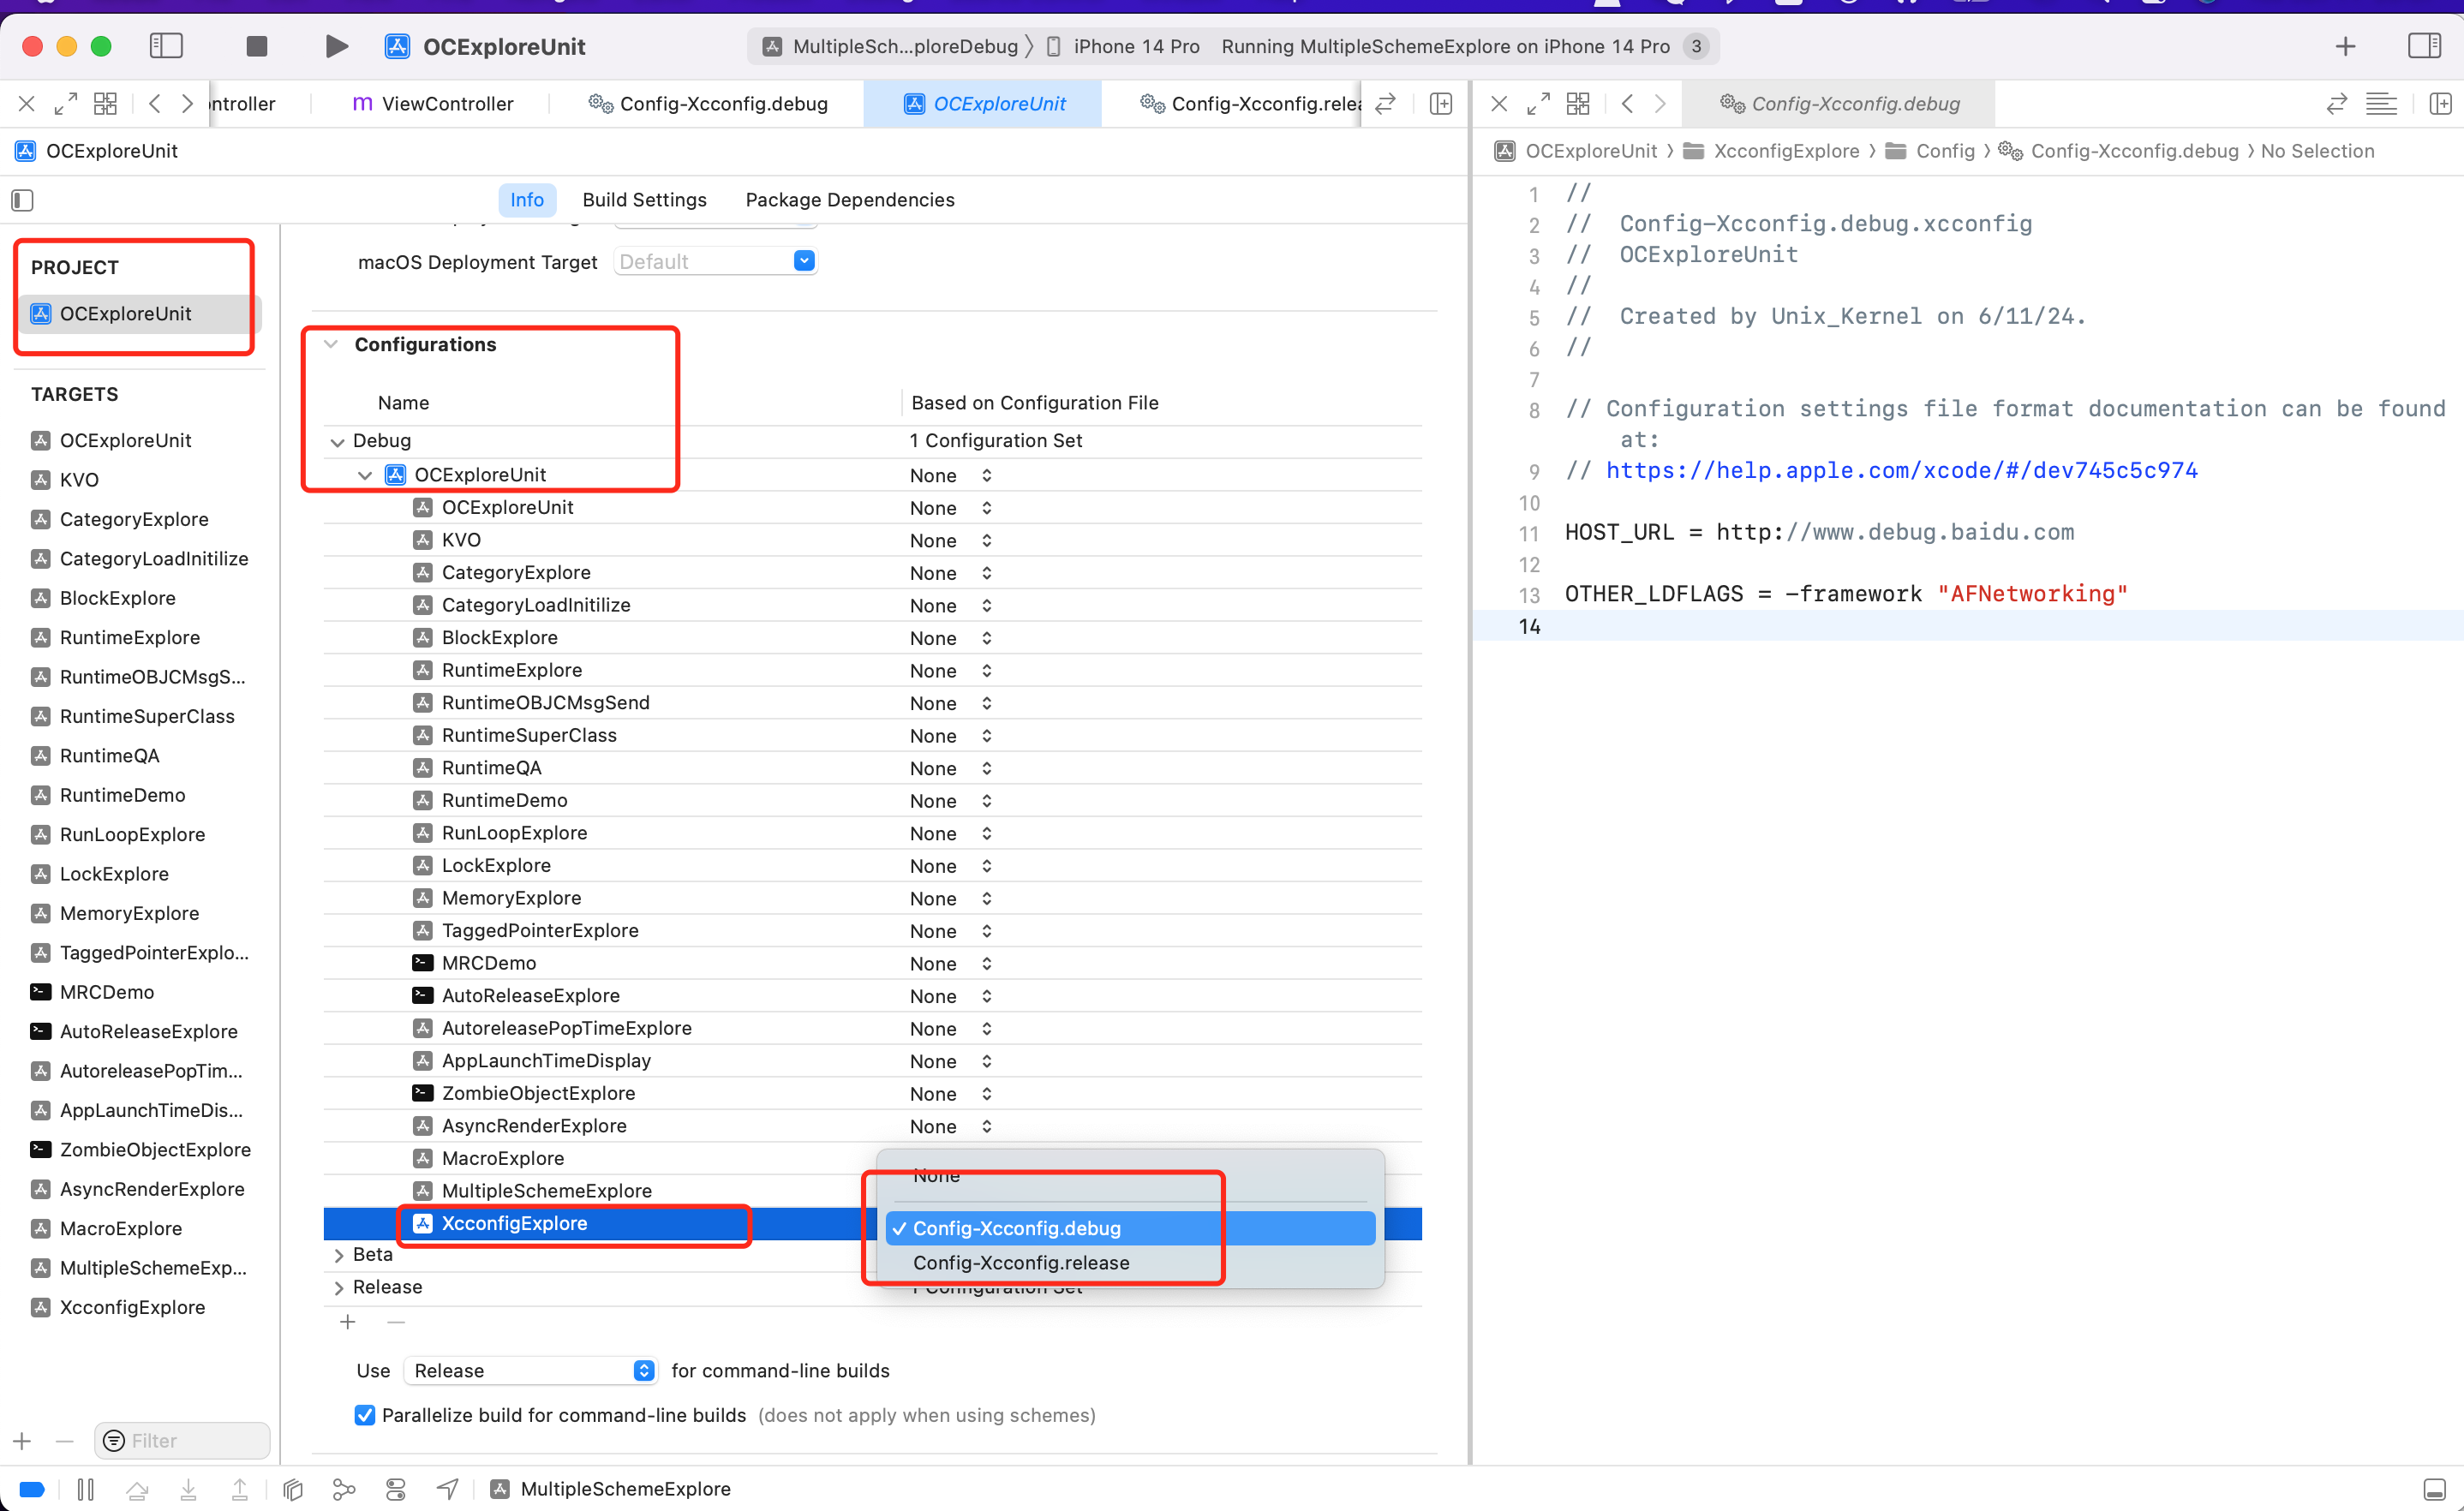 OCExploreUnit
MultipleSch...ploreDebug
iPhone 14 Pro
Running MultipleSchemeExplore on iPhone 14 Pro
3
ntroller
m ViewController
Config-Xcconfig.debug
OCExploreUnit
Config-Xcconfig.relea
Config-Xcconfig.debug
OCExploreUnit
OCExploreUnit 〉 XcconfigExplore 〉 Config 〉 Config-Xcconfig.debug 〉 No Selection
Info
Build Settings
Package Dependencies
macOS Deployment Target
Default
PROJECT
OCExploreUnit
TARGETS
OCExploreUnit
KVO
CategoryExplore
CategoryLoadInitilize
BlockExplore
RuntimeExplore
RuntimeOBJCMsgS...
RuntimeSuperClass
RuntimeQA
RuntimeDemo
RunLoopExplore
LockExplore
MemoryExplore
TaggedPointerExplo...
MRCDemo
AutoReleaseExplore
AutoreleasePopTim...
AppLaunchTimeDis...
ZombieObjectExplore
AsyncRenderExplore
MacroExplore
MultipleSchemeExp...
XcconfigExplore
Filter
Configurations
Name
Based on Configuration File
Debug
1 Configuration Set
OCExploreUnit None
OCExploreUnit None
KVO None
CategoryExplore None
CategoryLoadInitilize None
BlockExplore None
RuntimeExplore None
RuntimeOBJCMsgSend None
RuntimeSuperClass None
RuntimeQA None
RuntimeDemo None
RunLoopExplore None
LockExplore None
MemoryExplore None
TaggedPointerExplore None
MRCDemo None
AutoReleaseExplore None
AutoreleasePopTimeExplore None
AppLaunchTimeDisplay None
ZombieObjectExplore None
AsyncRenderExplore None
MacroExplore
MultipleSchemeExplore
XcconfigExplore
None
Config-Xcconfig.debug
Config-Xcconfig.release
Beta
Release
1 Configuration Set
Use Release for command-line builds
Parallelize build for command-line builds (does not apply when using schemes)
1 //
2 // Config-Xcconfig.debug.xcconfig
3 // OCExploreUnit
4 //
5 // Created by Unix_Kernel on 6/11/24.
6 //
7
8 // Configuration settings file format documentation can be found
at:
9 // https://help.apple.com/xcode/#/dev745c5c974
10
11 HOST_URL = http://www.debug.baidu.com
12
13 OTHER_LDFLAGS = -framework "AFNetworking"
14
MultipleSchemeExplore